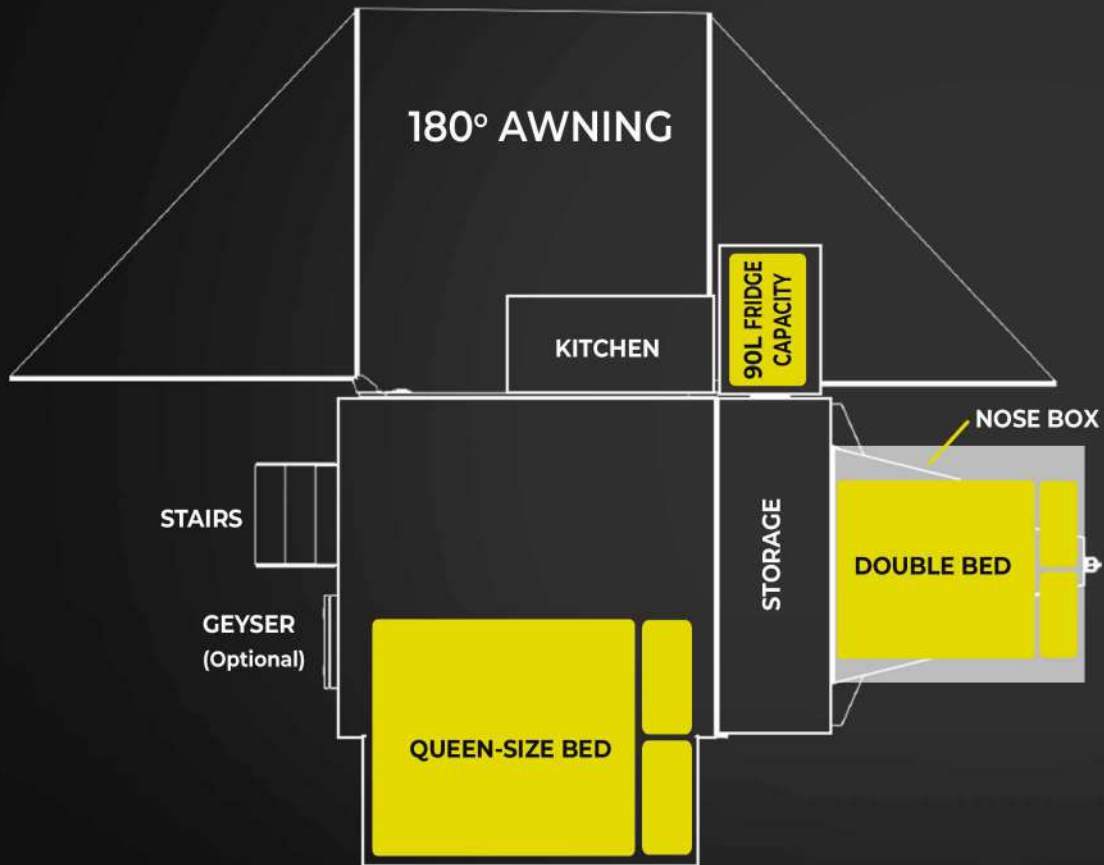 180° AWNING
90L FRIDGE
CAPACITY
KITCHEN
NOSE BOX
STAIRS
STORAGE
DOUBLE BED
GEYSER
(Optional)
QUEEN-SIZE BED